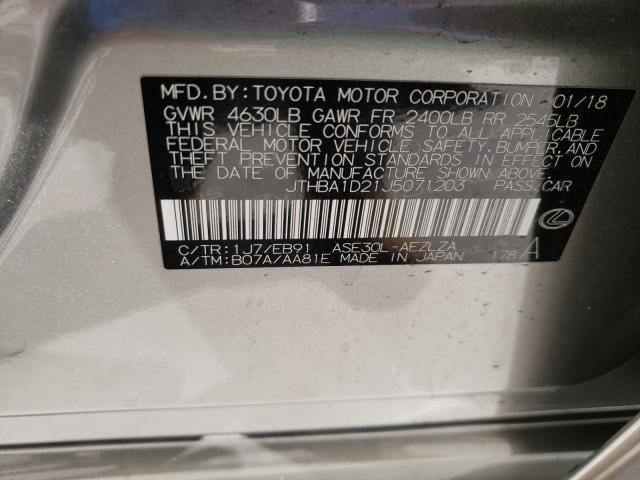 MFD.BY:TOYOTA MOTOR CORPORATION 01/18
GVWR 4630LB GAWR FR 2400LB RR 2545LB
THIS VEHICLE CONFORMS TO ALL APPLICABLE
FEDERAL MOTOR VEHICLE SAFETY,BUMPER,AND
THEFT PREVENTION STANDARDS IN EFFECT ON
THE DATE OF MANUFACTURE SHOWN ABOVE.
JTHBA1D21J5071203 PASS.CAR
C/TR:1J7/EB91 ASE30L-AEZLZA
A/TM:B07A/AA81E MADE IN JAPAN 178 A